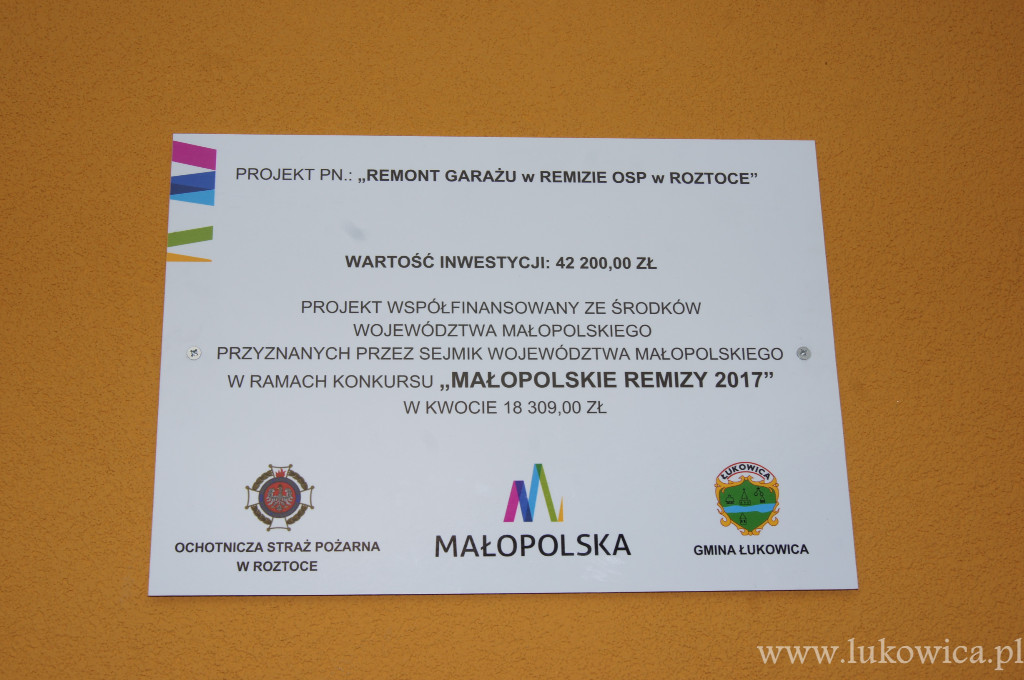 PROJEKT PN.: „REMONT GARAŻU w REMIZIE OSP w ROZTOCE”
WARTOŚĆ INWESTYCJI: 42 200,00 ZŁ
PROJEKT WSPÓŁFINANSOWANY ZE ŚRODKÓW
WOJEWÓDZTWA MAŁOPOLSKIEGO
PRZYZNANYCH PRZEZ SEJMIK WOJEWÓDZTWA MAŁOPOLSKIEGO
W RAMACH KONKURSU „MAŁOPOLSKIE REMIZY 2017”
W KWOCIE 18 309,00 ZŁ
OCHOTNICZA STRAŻ POŻARNA
W ROZTOCE
MAŁOPOLSKA
ŁUKOWICA
GMINA ŁUKOWICA
www.lukowica.pl